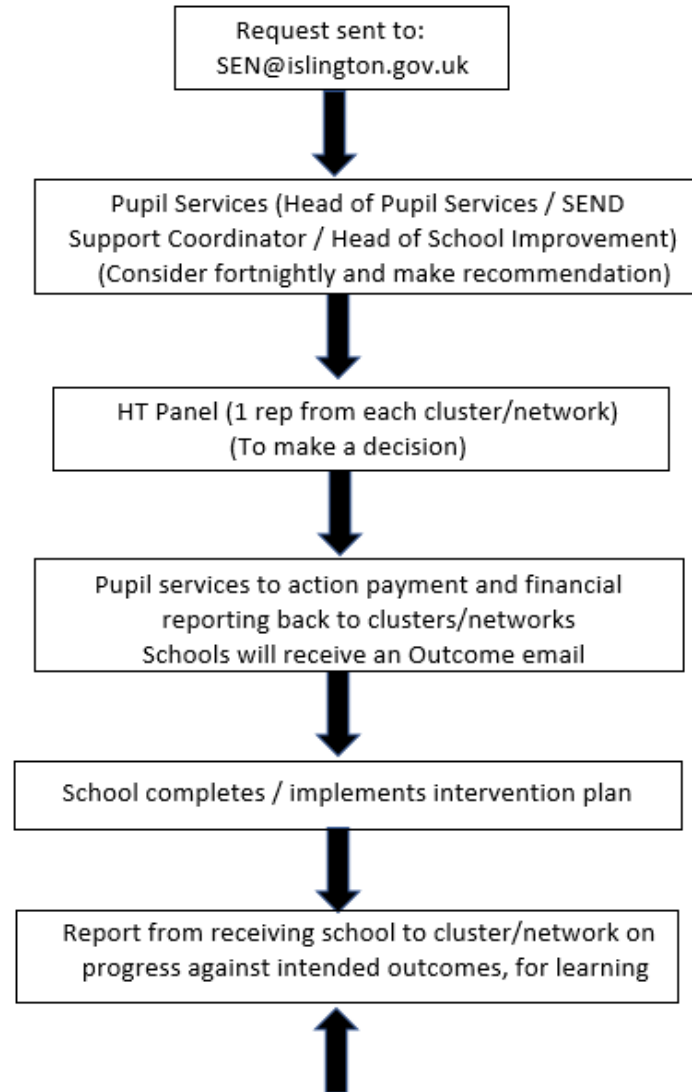 Request sent to:
SEN@islington.gov.uk
Pupil Services (Head of Pupil Services / SEND
Support Coordinator / Head of School Improvement)
(Consider fortnightly and make recommendation)
HT Panel (1 rep from each cluster/network)
(To make a decision)
Pupil services to action payment and financial
reporting back to clusters/networks
Schools will receive an Outcome email
School completes / implements intervention plan
Report from receiving school to cluster/network on
progress against intended outcomes, for learning